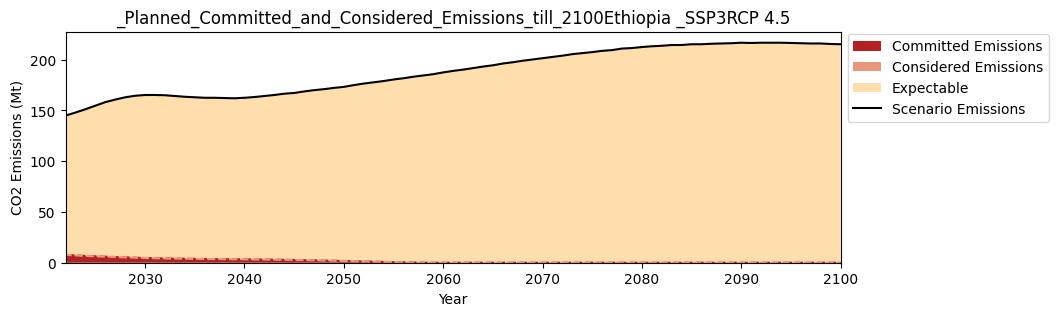 _Planned_Committed_and_Considered_Emissions_till_2100Ethiopia _SSP3RCP 4.5
Committed Emissions
Considered Emissions
Expectable
Scenario Emissions
CO2 Emissions (Mt)
200
150
100
50
0
2030
2040
2050
2060
2070
2080
2090
2100
Year